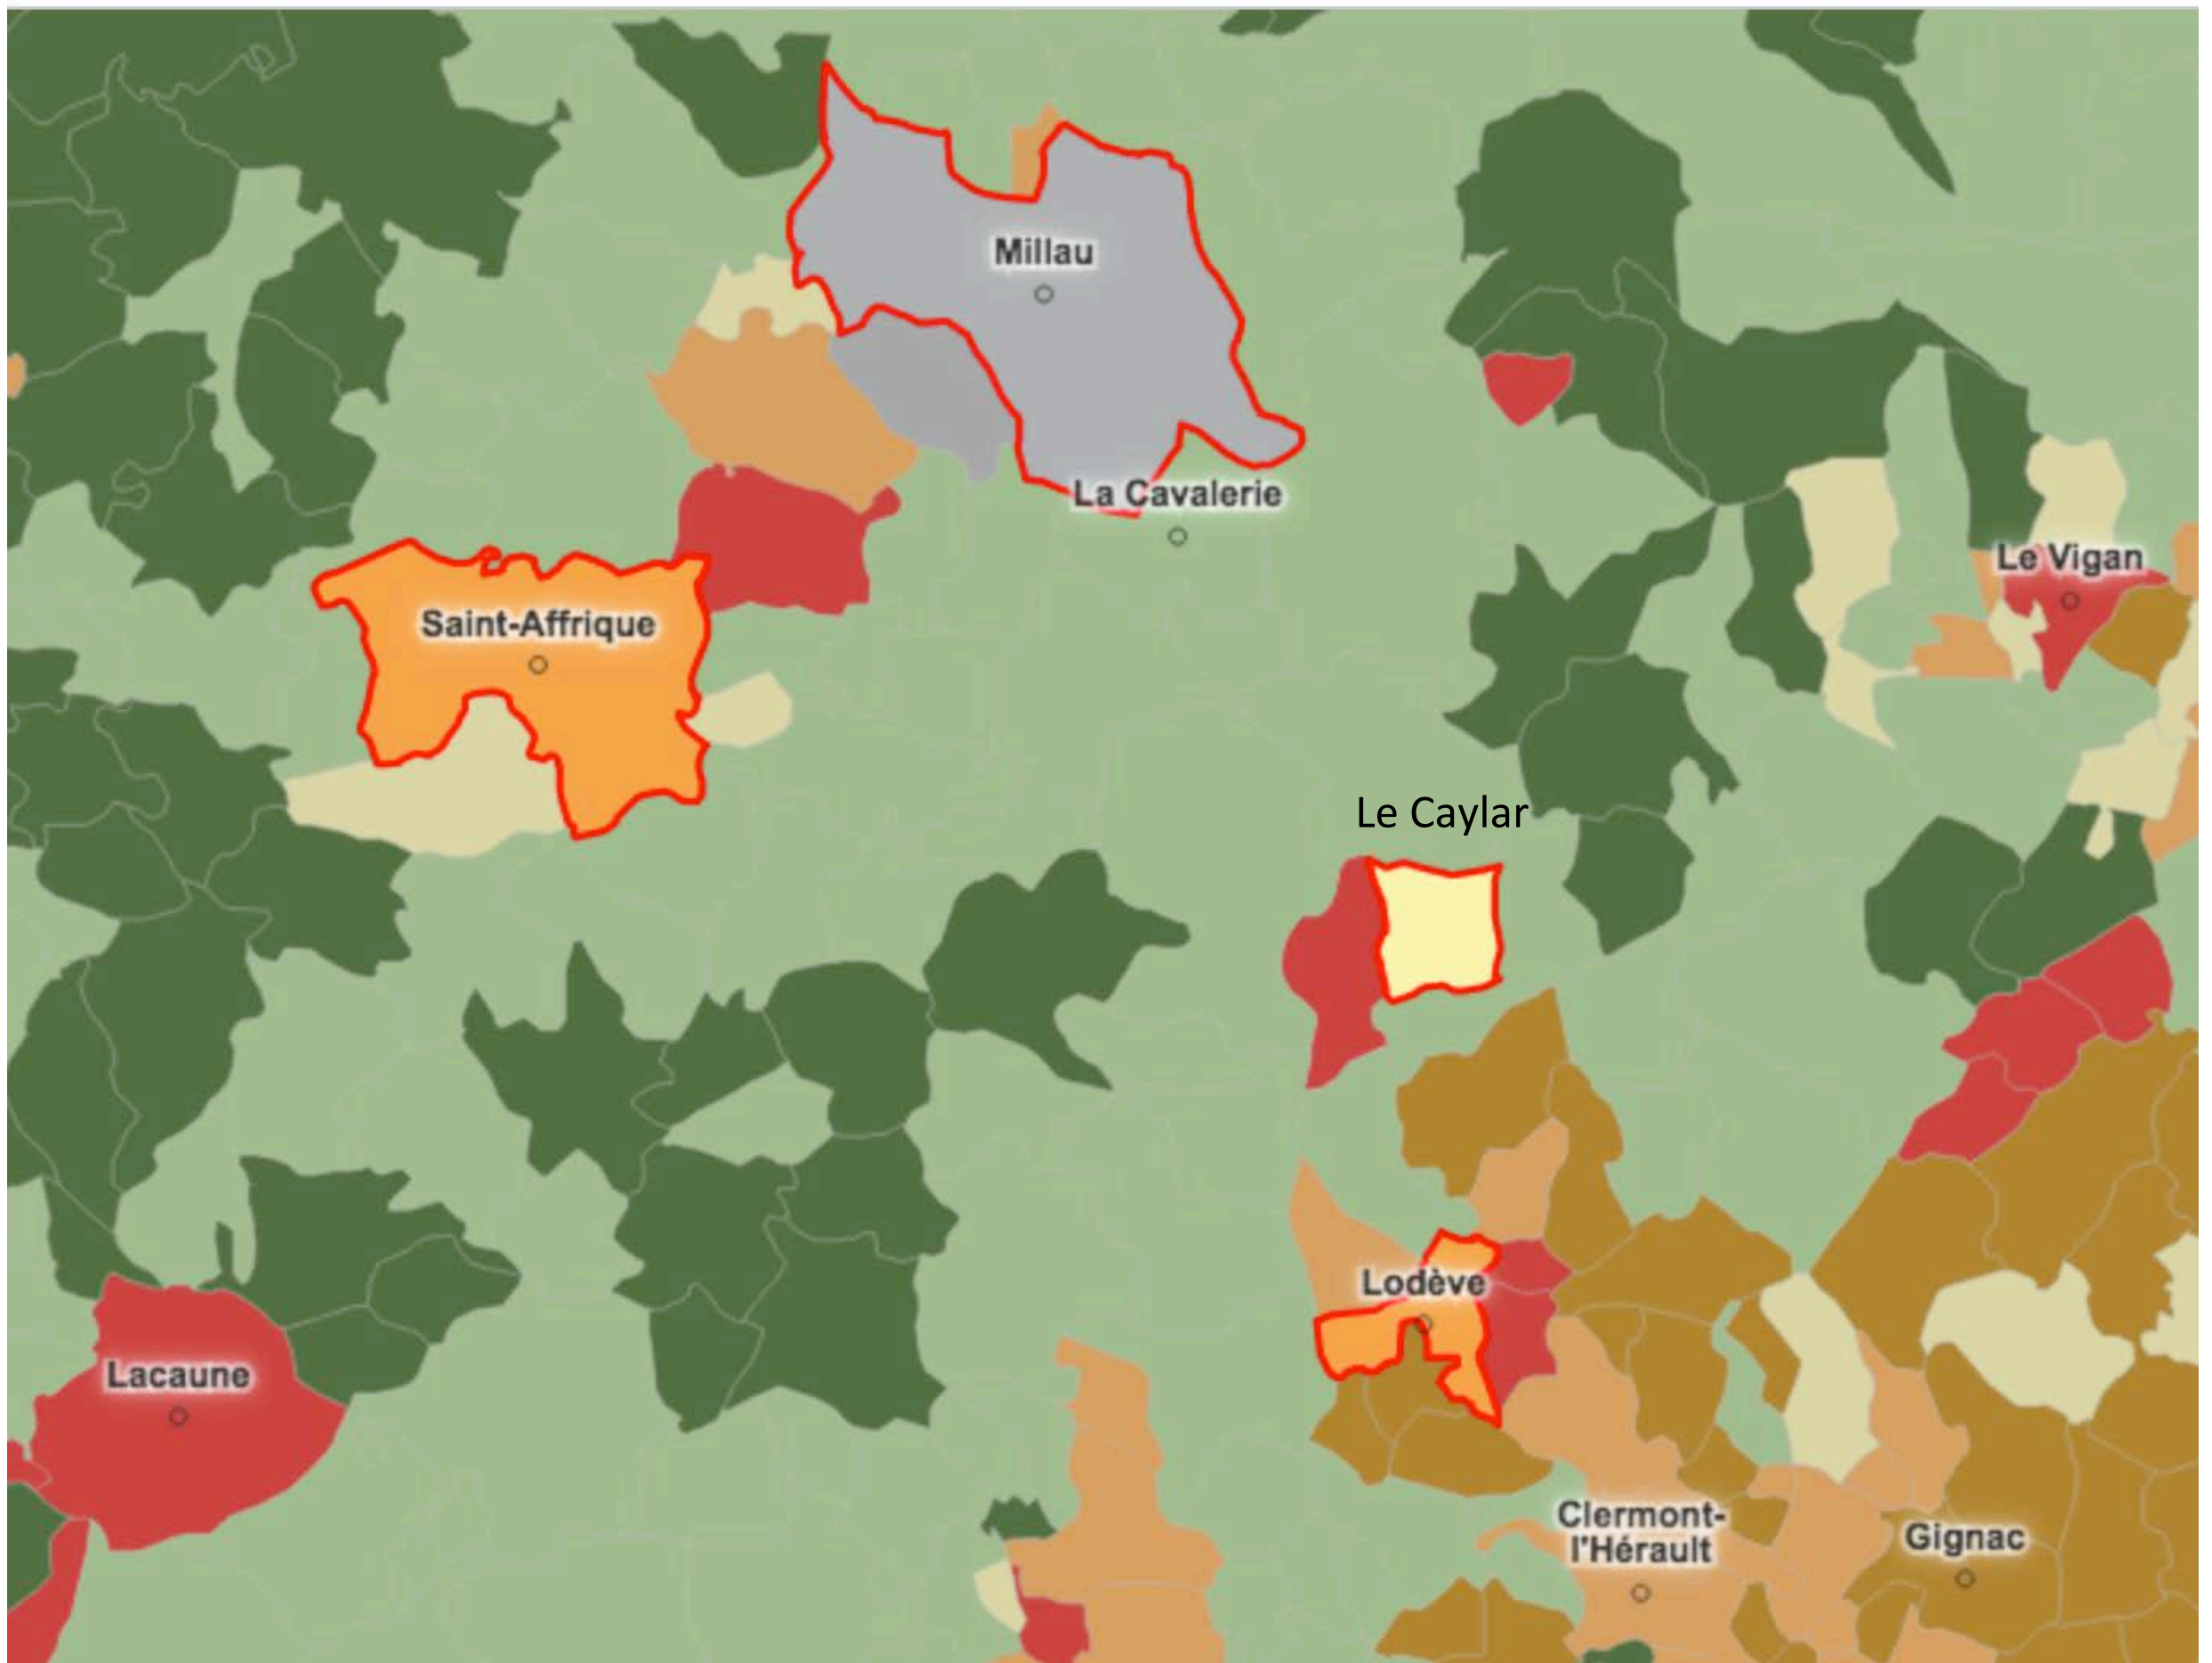 Millau
La Cavalerie
Le Vigan
Saint-Affrique
Le Caylar
Lodève
Lacaune
Clermont-
l'Hérault
Gignac